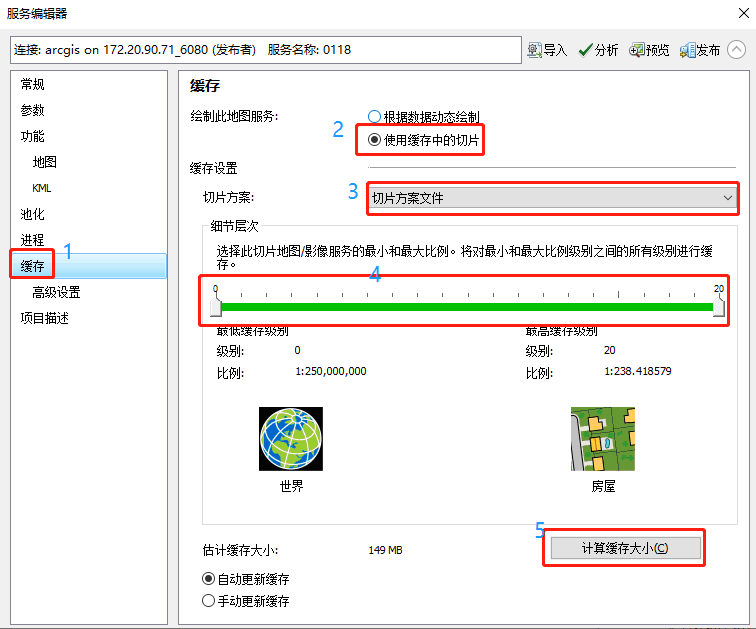 服务编辑器
连接: arcgis on 172.20.90.71_6080 (发布者) 服务名称: 0118
导入 分析 预览 发布
常规
参数
功能
地图
KML
池化
进程
缓存
1
高级设置
项目描述
缓存
绘制此地图服务:
根据数据动态绘制
2
使用缓存中的切片
缓存设置
切片方案:
3
切片方案文件
细节层次
选择此切片地图/影像服务的最小和最大比例。将对最小和最大比例级别之间的所有级别进行缓
存。
4
0 20
最低缓存级别 最高缓存级别
级别: 0 级别: 20
比例: 1:250,000,000 比例: 1:238.418579
世界 房屋
5
估计缓存大小: 149 MB 计算缓存大小(C)
自动更新缓存
手动更新缓存